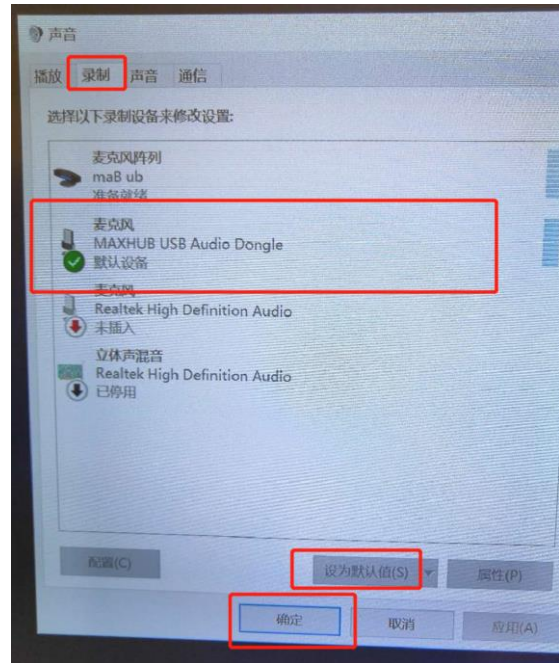 声音
播放 录制 声音 通信
选择以下录制设备来修改设置:
麦克风阵列
maB ub
准备就绪
麦克风
MAXHUB USB Audio Dongle
默认设备
麦克风
Realtek High Definition Audio
未插入
立体声混音
Realtek High Definition Audio
已停用
配置(C) 设为默认值(S) 属性(P)
确定 取消 应用(A)